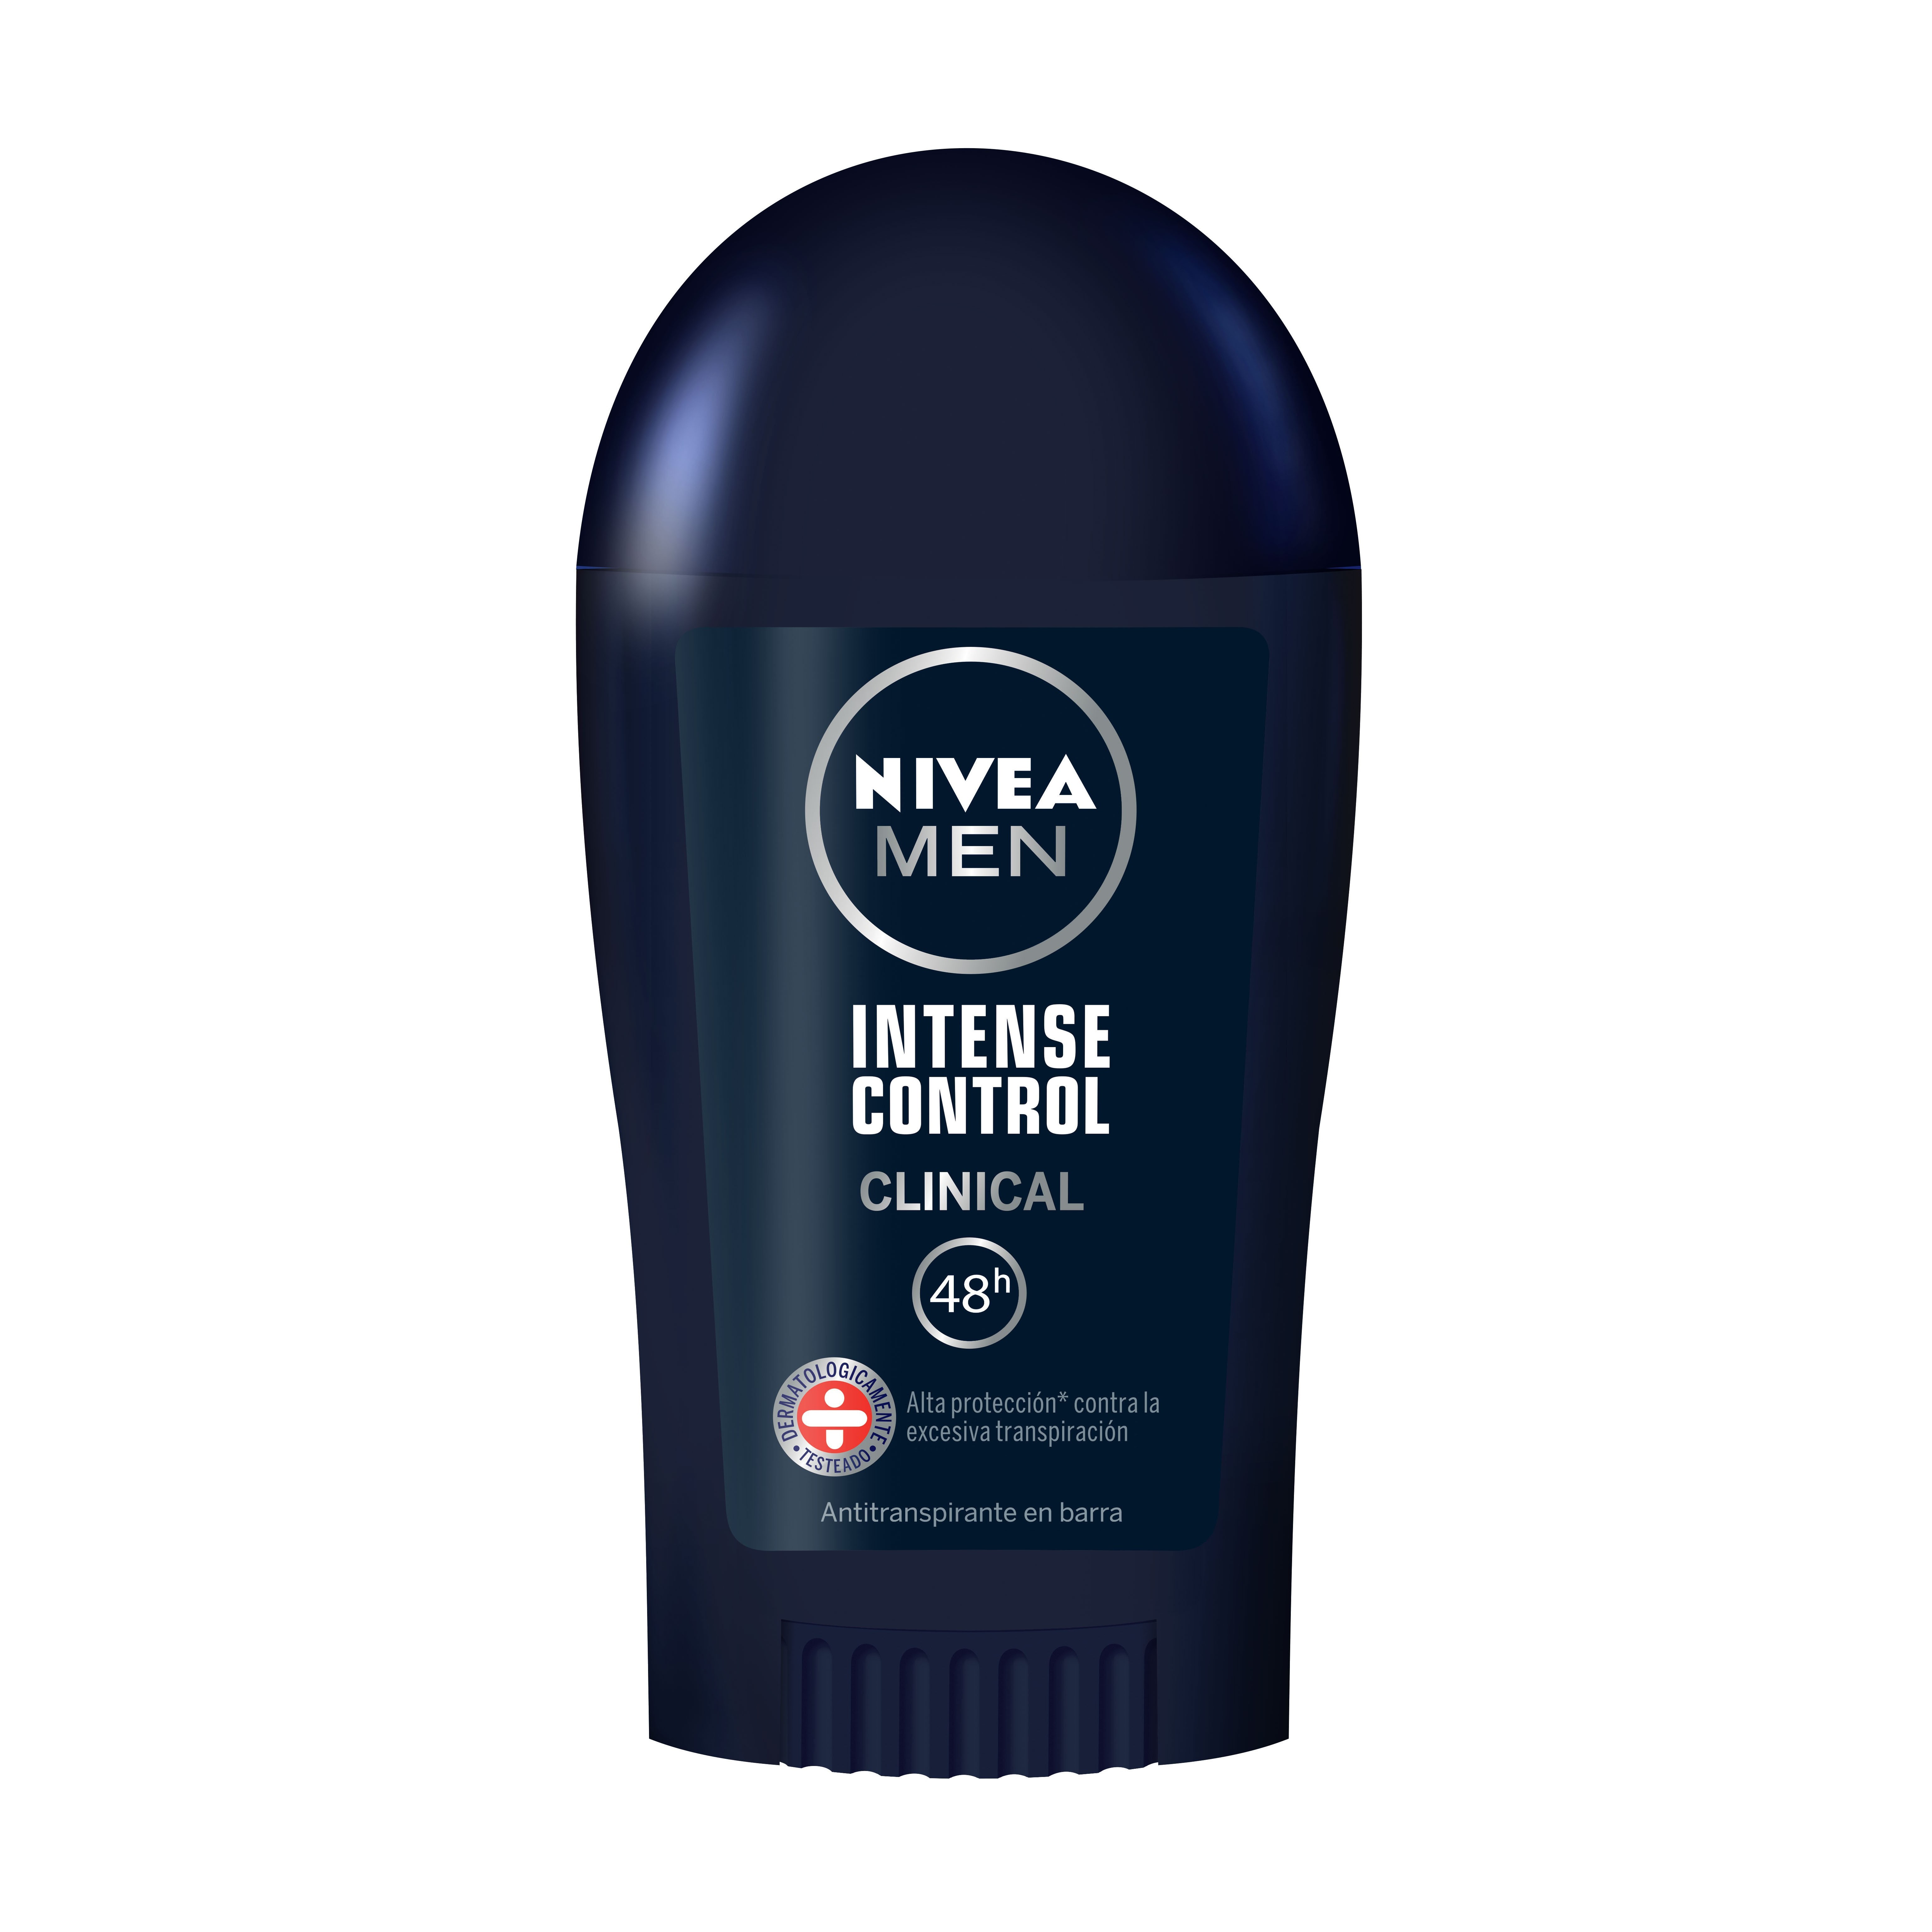 NIVEA
MEN
INTENSE
CONTROL
CLINICAL
48h
DERMATOLOGICAMENTE
• TESTEADO •
Alta protección* contra la
excesiva transpiración
Antitranspirante en barra